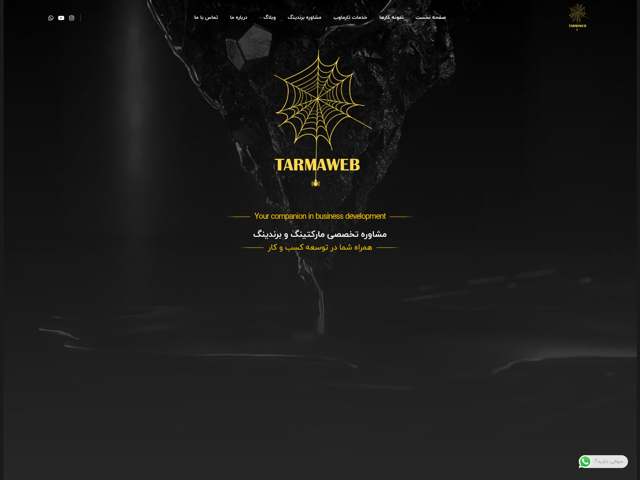 صفحه نخست
نمونه کارها
خدمات تارماوب
مشاوره برندینگ
وبلاگ
درباره ما
تماس با ما
TARMAWEB
TARMAWEB
Your companion in business development
مشاوره تخصصی مارکتینگ و برندینگ
همراه شما در توسعه کسب و کار